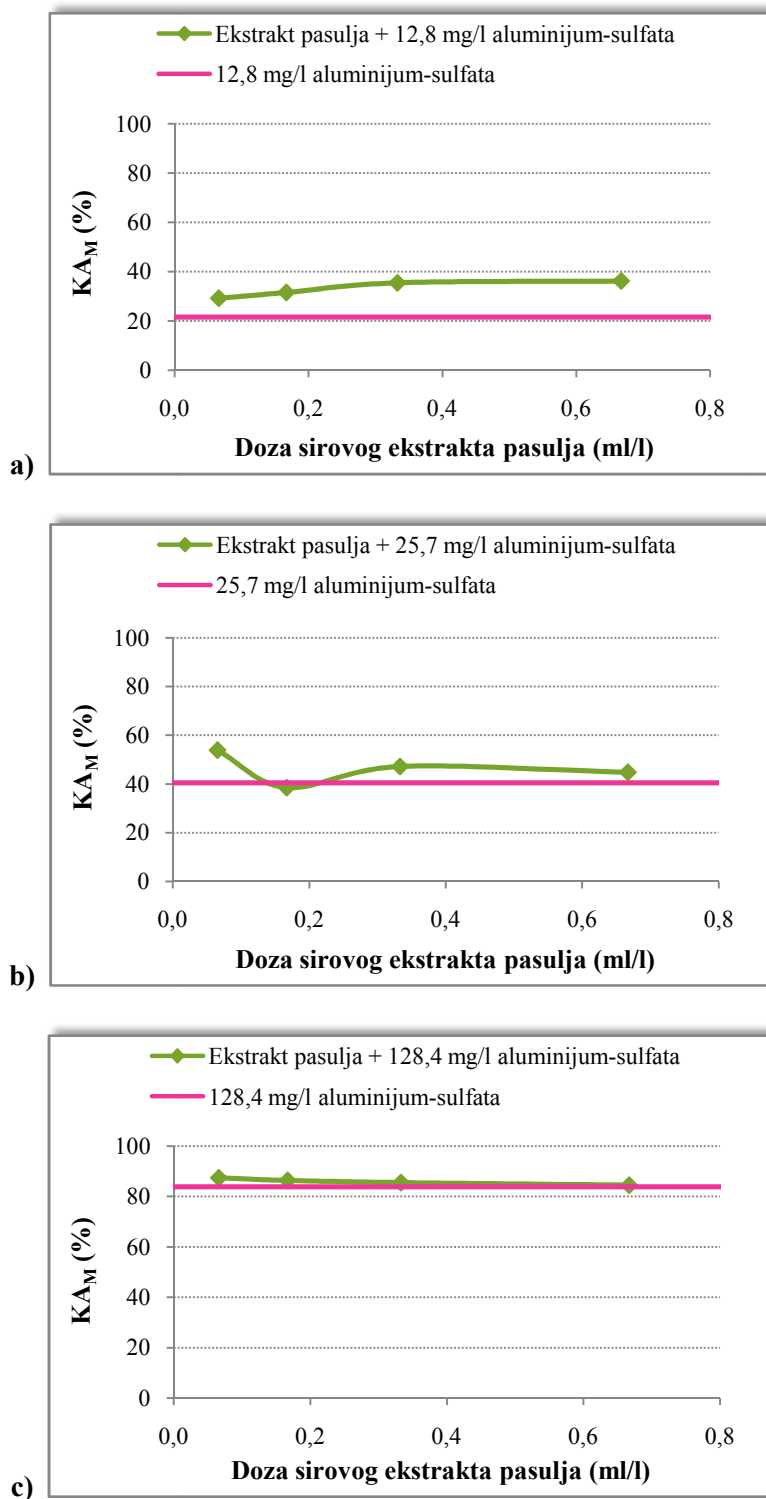 Ekstrakt pasulja + 12,8 mg/l aluminijum-sulfata
12,8 mg/l aluminijum-sulfata
100
80
60
40
20
0
KA_M (%)
0,0 0,2 0,4 0,6 0,8
Doza sirovog ekstrakta pasulja (ml/l)
a)
Ekstrakt pasulja + 25,7 mg/l aluminijum-sulfata
25,7 mg/l aluminijum-sulfata
100
80
60
40
20
0
KA_M (%)
0,0 0,2 0,4 0,6 0,8
Doza sirovog ekstrakta pasulja (ml/l)
b)
Ekstrakt pasulja + 128,4 mg/l aluminijum-sulfata
128,4 mg/l aluminijum-sulfata
100
80
60
40
20
0
KA_M (%)
0,0 0,2 0,4 0,6 0,8
Doza sirovog ekstrakta pasulja (ml/l)
c)